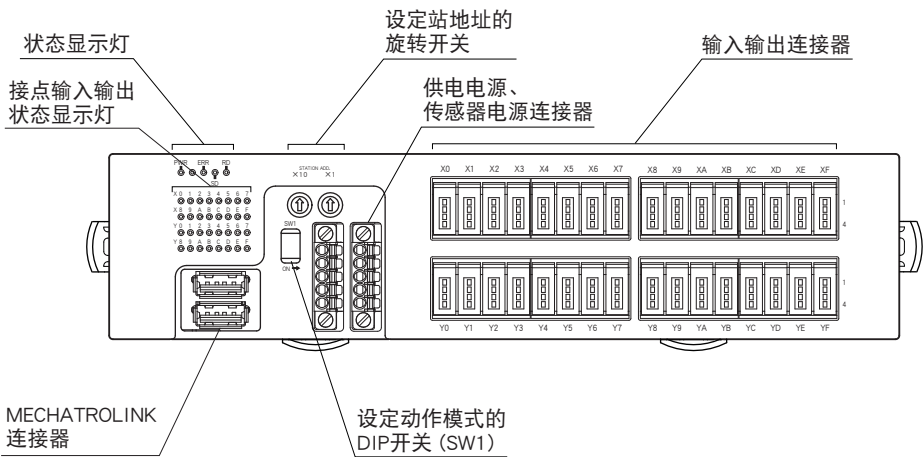 设定站地址的
旋转开关
状态显示灯
输入输出连接器
接点输入输出
状态显示灯
供电电源、
传感器电源连接器
PWR ERR RD
SD
STATION ADD.
×10 ×1
X0 X1 X2 X3 X4 X5 X6 X7 X8 X9 XA XB XC XD XE XF
X 0 1 2 3 4 5 6 7
X 8 9 A B C D E F
Y 0 1 2 3 4 5 6 7
Y 8 9 A B C D E F
1
4
SW1
ON
1
4
Y0 Y1 Y2 Y3 Y4 Y5 Y6 Y7 Y8 Y9 YA YB YC YD YE YF
MECHATROLINK
连接器
设定动作模式的
DIP开关 (SW1)